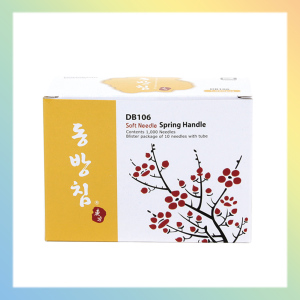 동방침
DB106
Soft Needle Spring Handle
Contents 1,000 Needles
Blister package of 10 needles with tube